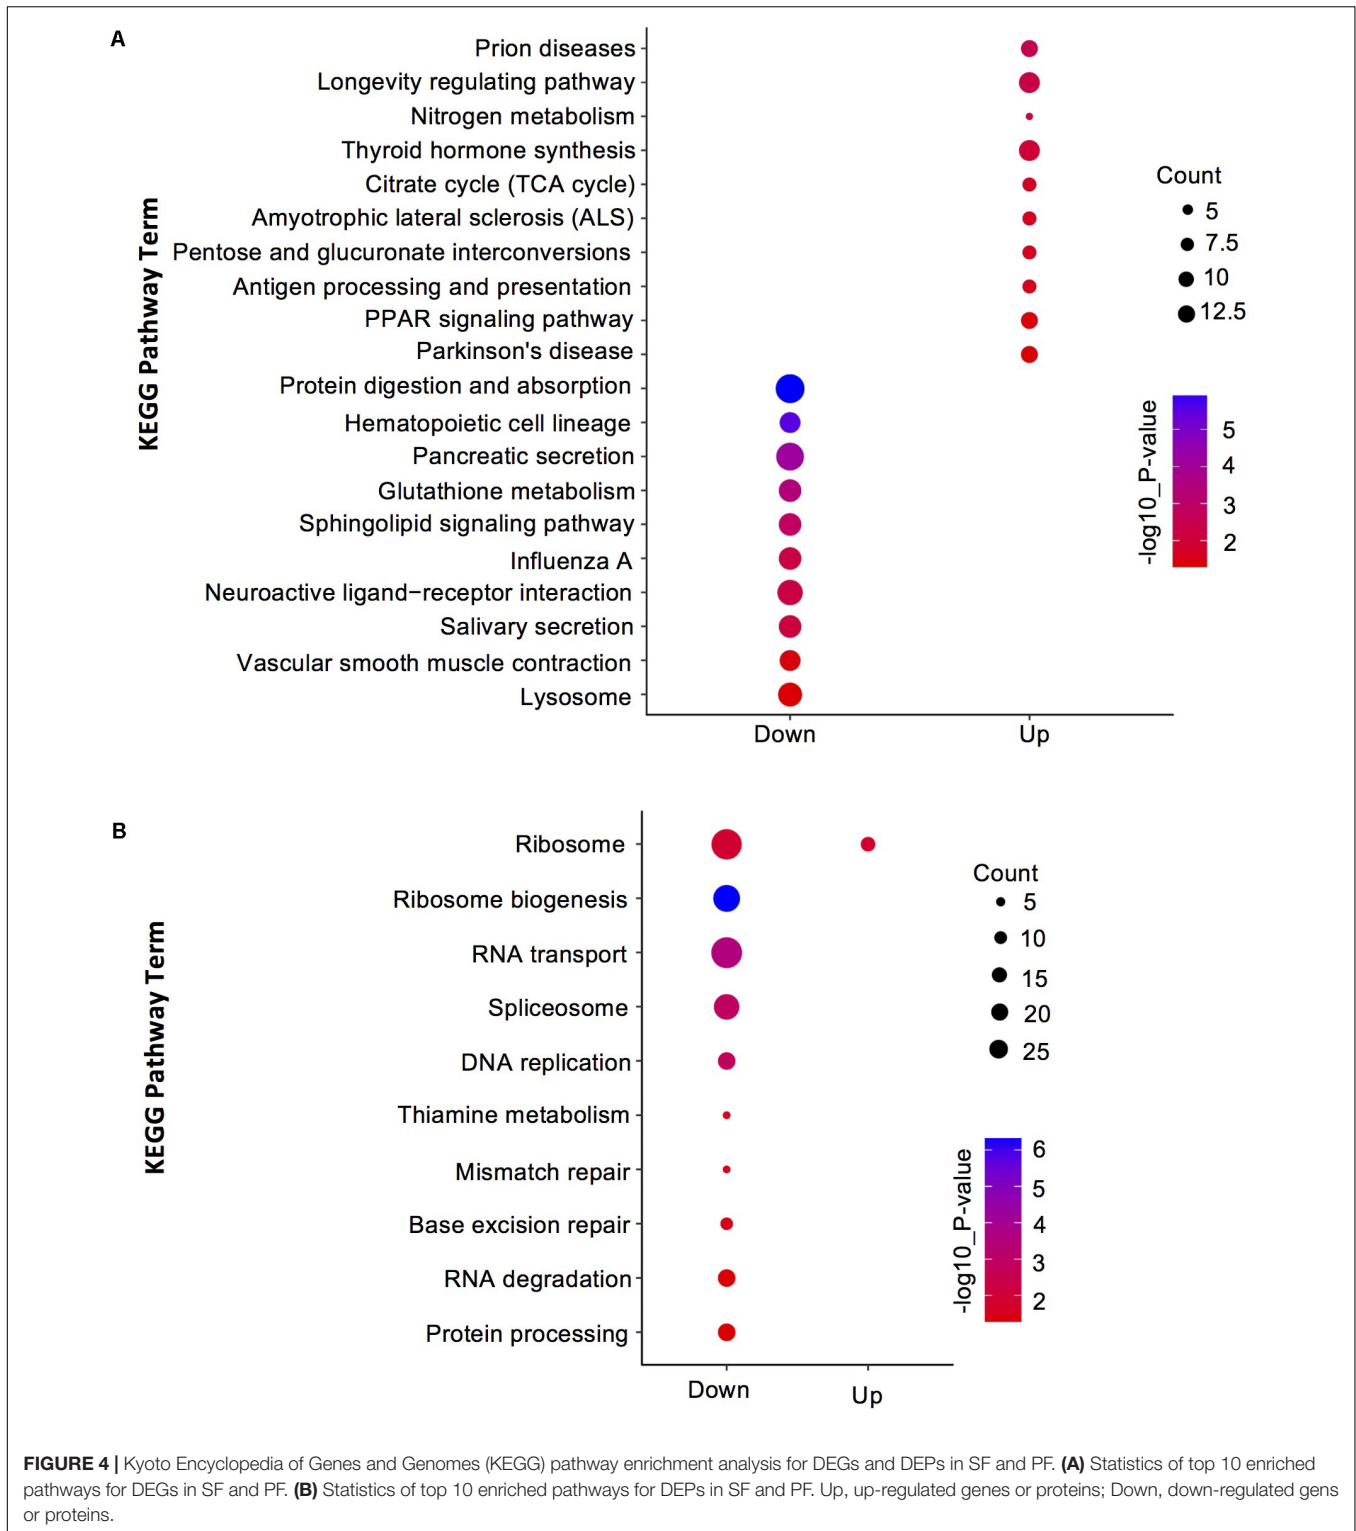 A
KEGG Pathway Term
Prion diseases
Longevity regulating pathway
Nitrogen metabolism
Thyroid hormone synthesis
Citrate cycle (TCA cycle)
Amyotrophic lateral sclerosis (ALS)
Pentose and glucuronate interconversions
Antigen processing and presentation
PPAR signaling pathway
Parkinson's disease
Protein digestion and absorption
Hematopoietic cell lineage
Pancreatic secretion
Glutathione metabolism
Sphingolipid signaling pathway
Influenza A
Neuroactive ligand−receptor interaction
Salivary secretion
Vascular smooth muscle contraction
Lysosome
Down Up
Count
5
7.5
10
12.5
-log10_P-value
5
4
3
2
B
KEGG Pathway Term
Ribosome
Ribosome biogenesis
RNA transport
Spliceosome
DNA replication
Thiamine metabolism
Mismatch repair
Base excision repair
RNA degradation
Protein processing
Down Up
Count
5
10
15
20
25
-log10_P-value
6
5
4
3
2
FIGURE 4 | Kyoto Encyclopedia of Genes and Genomes (KEGG) pathway enrichment analysis for DEGs and DEPs in SF and PF. (A) Statistics of top 10 enriched
pathways for DEGs in SF and PF. (B) Statistics of top 10 enriched pathways for DEPs in SF and PF. Up, up-regulated genes or proteins; Down, down-regulated gens
or proteins.